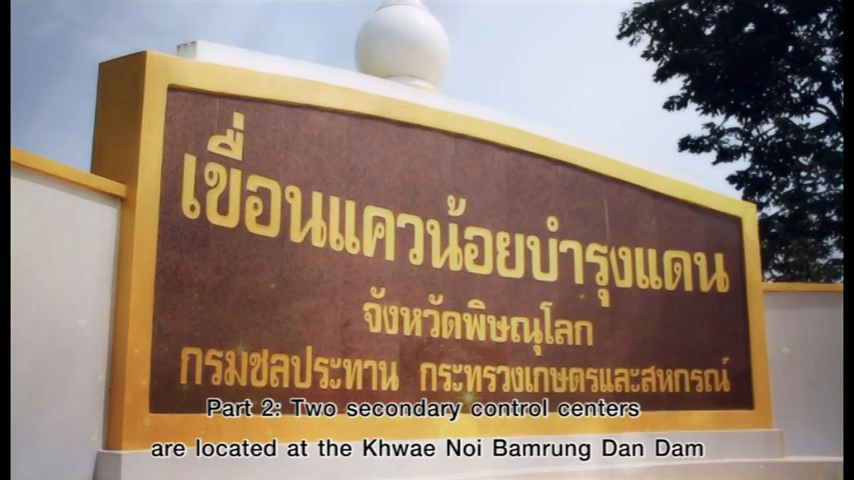 เขื่อนแควน้อยบำรุงแดน
จังหวัดพิษณุโลก
กรมชลประทาน กระทรวงเกษตรและสหกรณ์
Part 2: Two secondary control centers
are located at the Khwae Noi Bamrung Dan Dam